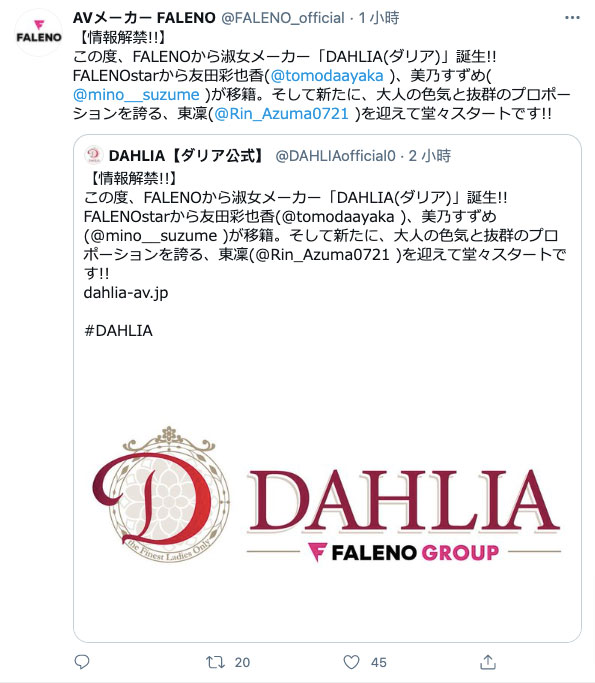 FALENO
AVメーカー FALENO @FALENO_official · 1 小時
【情報解禁!!】
この度、FALENOから淑女メーカー「DAHLIA(ダリア)」誕生!!
FALENOstarから友田彩也香(@tomodaayaka )、美乃すずめ(
@mino__suzume )が移籍。そして新たに、大人の色気と抜群のプロポー
ションを誇る、東凜(@Rin_Azuma0721 )を迎えて堂々スタートです!!
DAHLIA【ダリア公式】 @DAHLIAofficial0 · 2 小時
【情報解禁!!】
この度、FALENOから淑女メーカー「DAHLIA(ダリア)」誕生!!
FALENOstarから友田彩也香(@tomodaayaka )、美乃すずめ
(@mino__suzume )が移籍。そして新たに、大人の色気と抜群のプロ
ポーションを誇る、東凜(@Rin_Azuma0721 )を迎えて堂々スタートで
す!!
dahlia-av.jp
#DAHLIA
D
the Finest Ladies Only
DAHLIA
FALENO GROUP
20
45